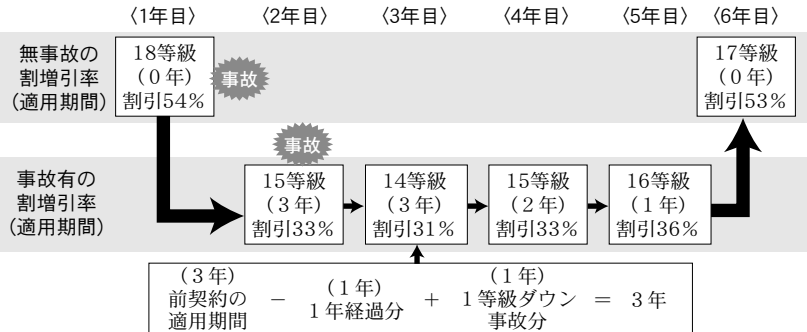 〈1年目〉 〈2年目〉 〈3年目〉 〈4年目〉 〈5年目〉 〈6年目〉
無事故の
割増引率
(適用期間)
18等級
(0年)
割引54%
事故
17等級
(0年)
割引53%
事故
事故有の
割増引率
(適用期間)
15等級
(3年)
割引33%
14等級
(3年)
割引31%
15等級
(2年)
割引33%
16等級
(1年)
割引36%
(3年)
前契約の
適用期間
−
(1年)
1年経過分
+
(1年)
1等級ダウン
事故分
= 3年